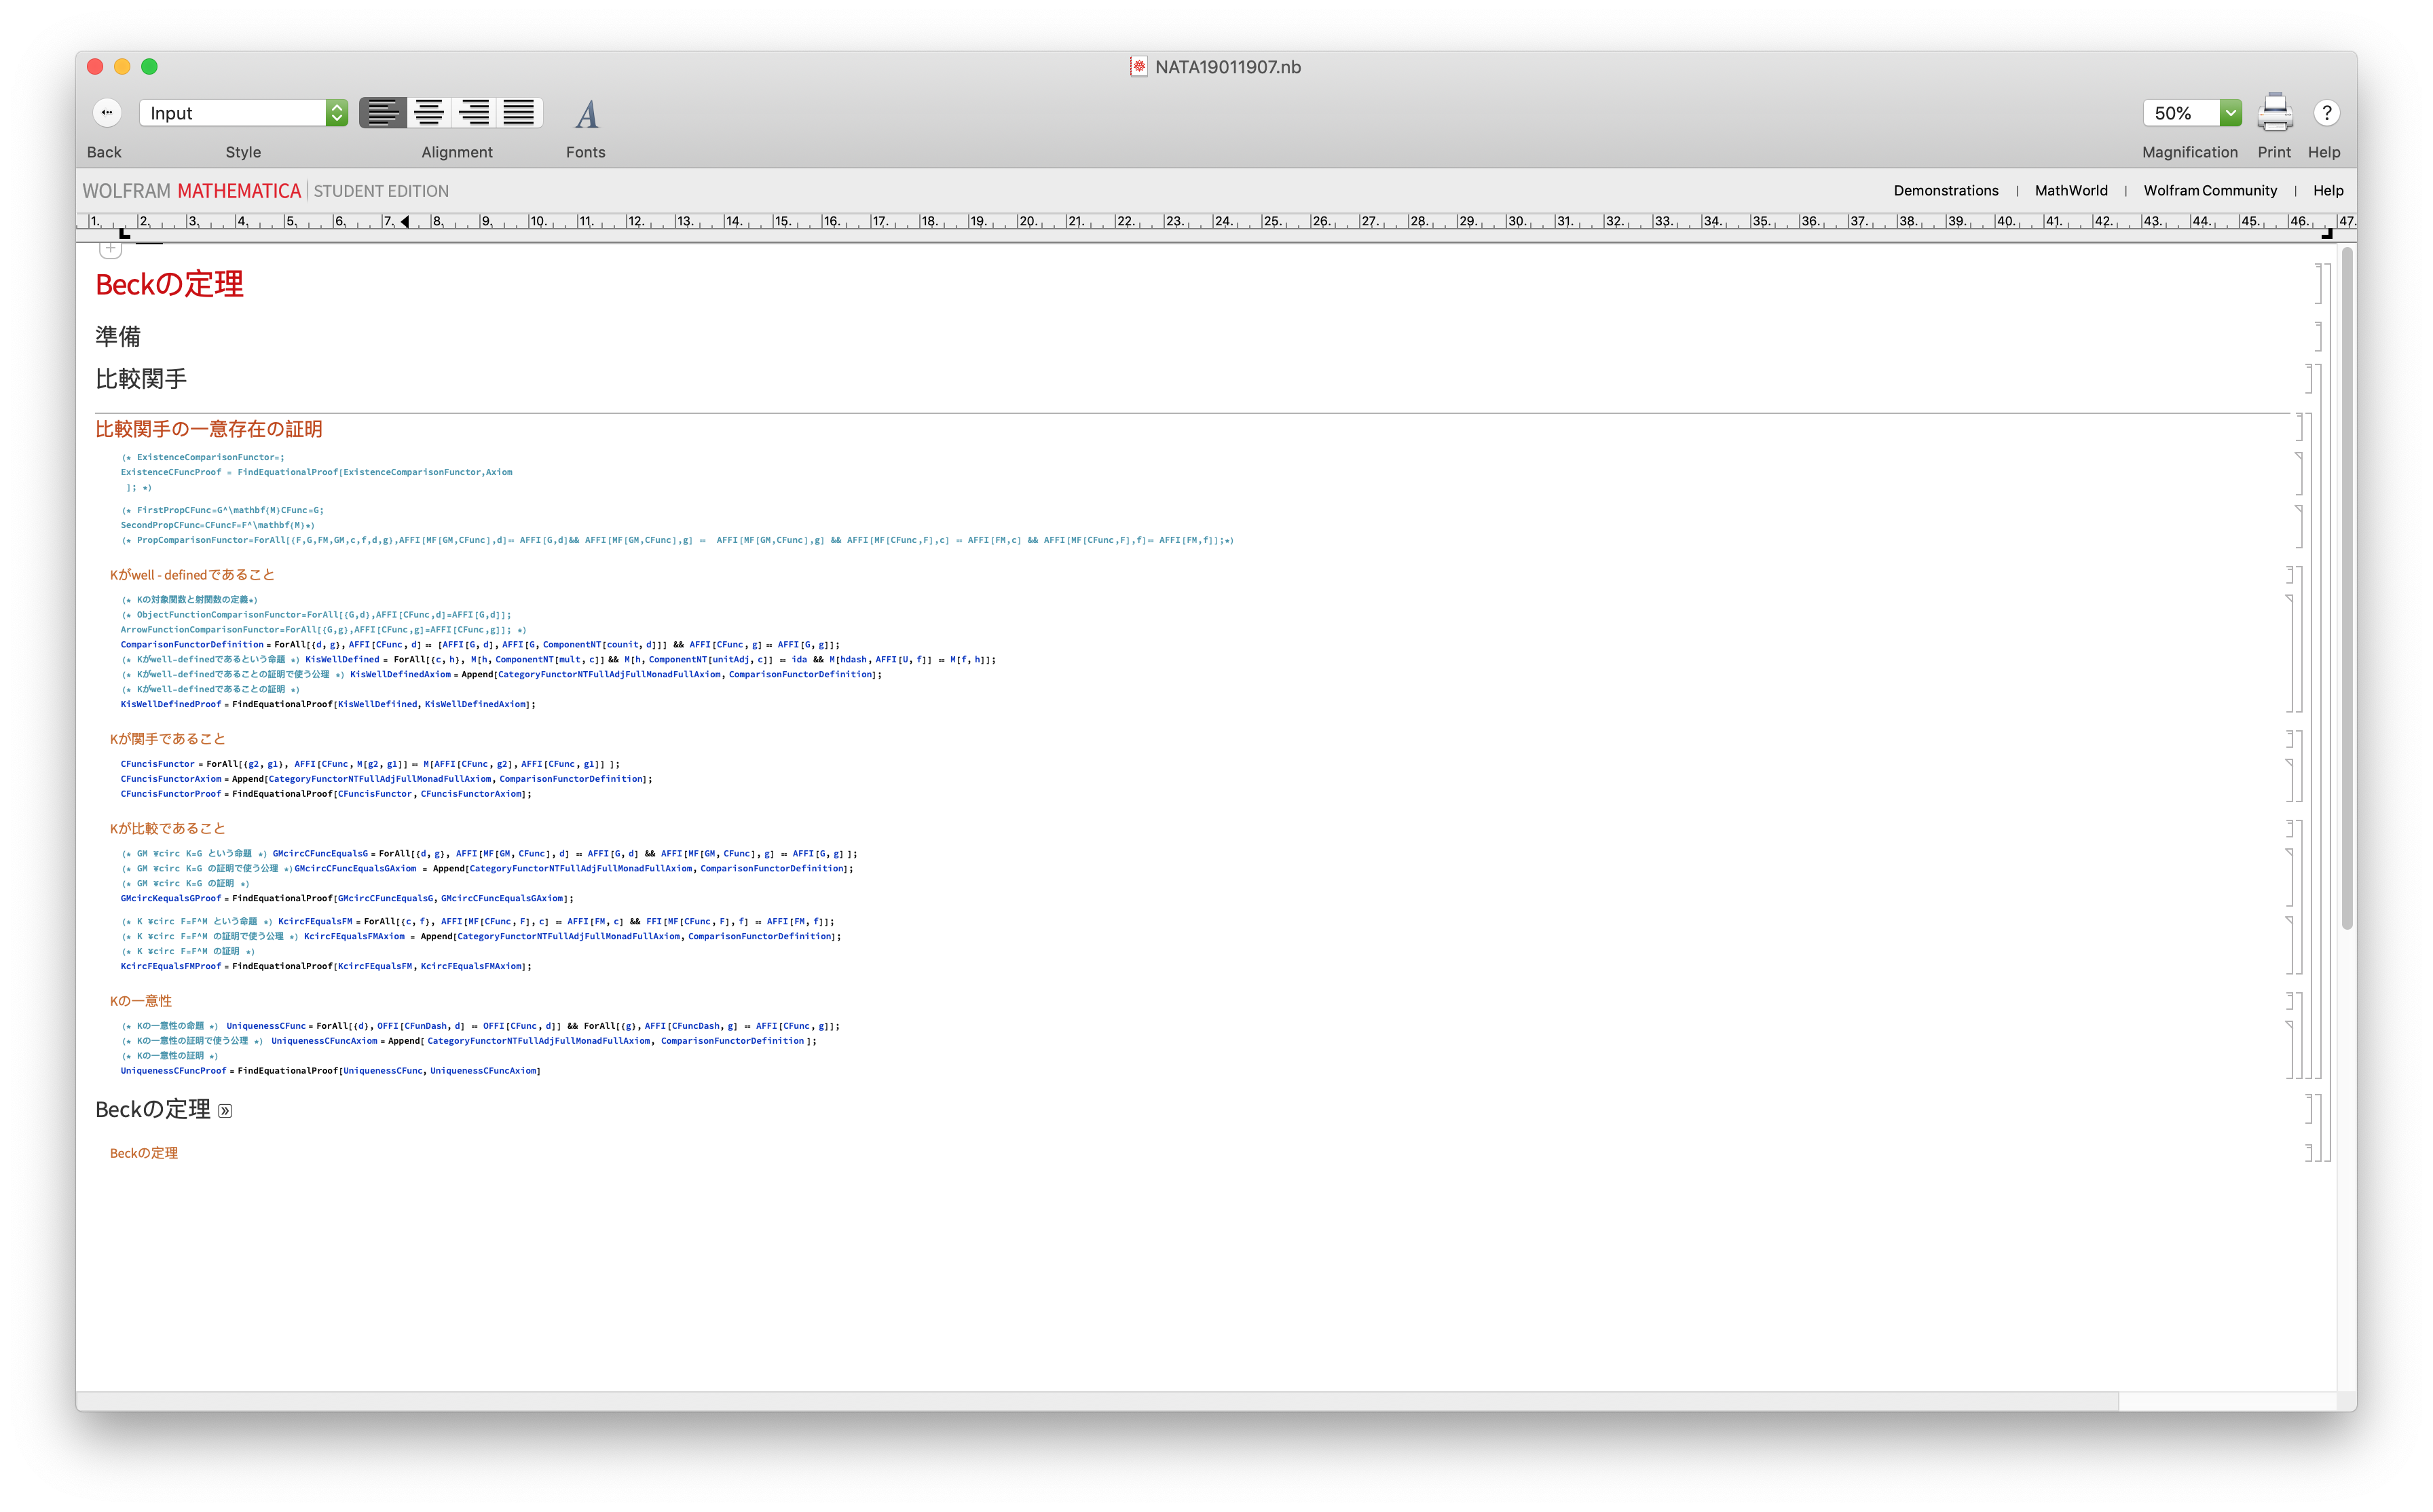 NATA19011907.nb
Input
50%
Back Style Alignment Fonts Magnification Print Help
WOLFRAM MATHEMATICA STUDENT EDITION
Demonstrations | MathWorld | Wolfram Community | Help
1. 2. 3. 4. 5. 6. 7. 8. 9. 10. 11. 12. 13. 14. 15. 16. 17. 18. 19. 20. 21. 22. 23. 24. 25. 26. 27. 28. 29. 30. 31. 32. 33. 34. 35. 36. 37. 38. 39. 40. 41. 42. 43. 44. 45. 46. 47.
Beckの定理
準備
比較関手
比較関手の一意存在の証明
(* ExistenceComparisonFunctor=;
ExistenceCFuncProof = FindEquationalProof[ExistenceComparisonFunctor,Axiom
]; *)
(* FirstPropCFunc=G^\mathbf{M}CFunc=G;
SecondPropCFunc=CFuncF=F^\mathbf{M}*)
(* PropComparisonFunctor=ForAll[{F,G,FM,GM,c,f,d,g},AFFI[MF[GM,CFunc],d]== AFFI[G,d]&& AFFI[MF[GM,CFunc],g] == AFFI[MF[GM,CFunc],g] && AFFI[MF[CFunc,F],c] == AFFI[FM,c] && AFFI[MF[CFunc,F],f]== AFFI[FM,f]];*)
Kがwell-definedであること
(* Kの対象関数と射関数の定義*)
(* ObjectFunctionComparisonFunctor=ForAll[{G,d},AFFI[CFunc,d]=AFFI[G,d]];
ArrowFunctionComparisonFunctor=ForAll[{G,g},AFFI[CFunc,g]=AFFI[CFunc,g]]; *)
ComparisonFunctorDefinition = ForAll[{d, g}, AFFI[CFunc, d] == [AFFI[G, d], AFFI[G, ComponentNT[counit, d]]] && AFFI[CFunc, g] == AFFI[G, g]];
(* Kがwell-definedであるという命題 *) KisWellDefined = ForAll[{c, h}, M[h, ComponentNT[mult, c]] && M[h, ComponentNT[unitAdj, c]] == ida && M[hdash, AFFI[U, f]] == M[f, h]];
(* Kがwell-definedであることの証明で使う公理 *) KisWellDefinedAxiom = Append[CategoryFunctorNTFullAdjFullMonadFullAxiom, ComparisonFunctorDefinition];
(* Kがwell-definedであることの証明 *)
KisWellDefinedProof = FindEquationalProof[KisWellDefiined, KisWellDefinedAxiom];
Kが関手であること
CFuncisFunctor = ForAll[{g2, g1}, AFFI[CFunc, M[g2, g1]] == M[AFFI[CFunc, g2], AFFI[CFunc, g1]] ];
CFuncisFunctorAxiom = Append[CategoryFunctorNTFullAdjFullMonadFullAxiom, ComparisonFunctorDefinition];
CFuncisFunctorProof = FindEquationalProof[CFuncisFunctor, CFuncisFunctorAxiom];
Kが比較であること
(* GM ¥circ K=G という命題 *) GMcircCFuncEqualsG = ForAll[{d, g}, AFFI[MF[GM, CFunc], d] == AFFI[G, d] && AFFI[MF[GM, CFunc], g] == AFFI[G, g] ];
(* GM ¥circ K=G の証明で使う公理 *) GMcircCFuncEqualsGAxiom = Append[CategoryFunctorNTFullAdjFullMonadFullAxiom, ComparisonFunctorDefinition];
(* GM ¥circ K=G の証明 *)
GMcircKequalsGProof = FindEquationalProof[GMcircCFuncEqualsG, GMcircCFuncEqualsGAxiom];
(* K ¥circ F=F^M という命題 *) KcircFEqualsFM = ForAll[{c, f}, AFFI[MF[CFunc, F], c] == AFFI[FM, c] && FFI[MF[CFunc, F], f] == AFFI[FM, f]];
(* K ¥circ F=F^M の証明で使う公理 *) KcircFEqualsFMAxiom = Append[CategoryFunctorNTFullAdjFullMonadFullAxiom, ComparisonFunctorDefinition];
(* K ¥circ F=F^M の証明 *)
KcircFEqualsFMProof = FindEquationalProof[KcircFEqualsFM, KcircFEqualsFMAxiom];
Kの一意性
(* Kの一意性の命題 *) UniquenessCFunc = ForAll[{d}, OFFI[CFunDash, d] == OFFI[CFunc, d]] && ForAll[{g}, AFFI[CFuncDash, g] == AFFI[CFunc, g]];
(* Kの一意性の証明で使う公理 *) UniquenessCFuncAxiom = Append[ CategoryFunctorNTFullAdjFullMonadFullAxiom, ComparisonFunctorDefinition ];
(* Kの一意性の証明 *)
UniquenessCFuncProof = FindEquationalProof[UniquenessCFunc, UniquenessCFuncAxiom]
Beckの定理 »
Beckの定理